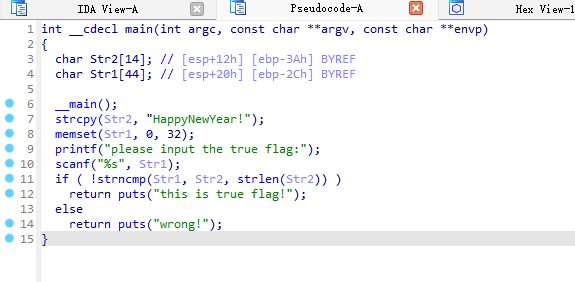 IDA View-A Pseudocode-A Hex View-1
1 int __cdecl main(int argc, const char **argv, const char **envp)
2 {
3 char Str2[14]; // [esp+12h] [ebp-3Ah] BYREF
4 char Str1[44]; // [esp+20h] [ebp-2Ch] BYREF
5
6 __main();
7 strcpy(Str2, "HappyNewYear!");
8 memset(Str1, 0, 32);
9 printf("please input the true flag:");
10 scanf("%s", Str1);
11 if ( !strncmp(Str1, Str2, strlen(Str2)) )
12 return puts("this is true flag!");
13 else
14 return puts("wrong!");
15 }